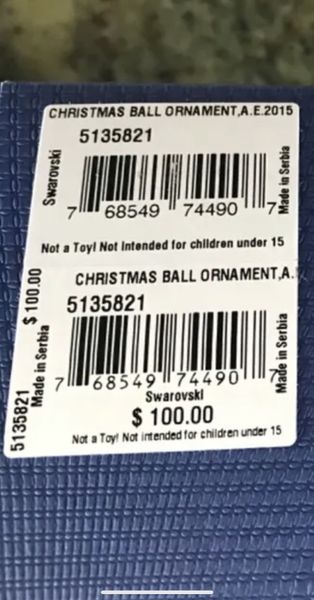 CHRISTMAS BALL ORNAMENT,A.E.2015
5135821
Swarovski
7 68549 74490 7
Made in Serbia
Not a Toy! Not Intended for children under 15
CHRISTMAS BALL ORNAMENT,A.
5135821
7 68549 74490 7
Made in Serbia
Swarovski
$ 100.00
Not a Toy! Not intended for children under 15
5135821
Made in Serbia
$ 100.00